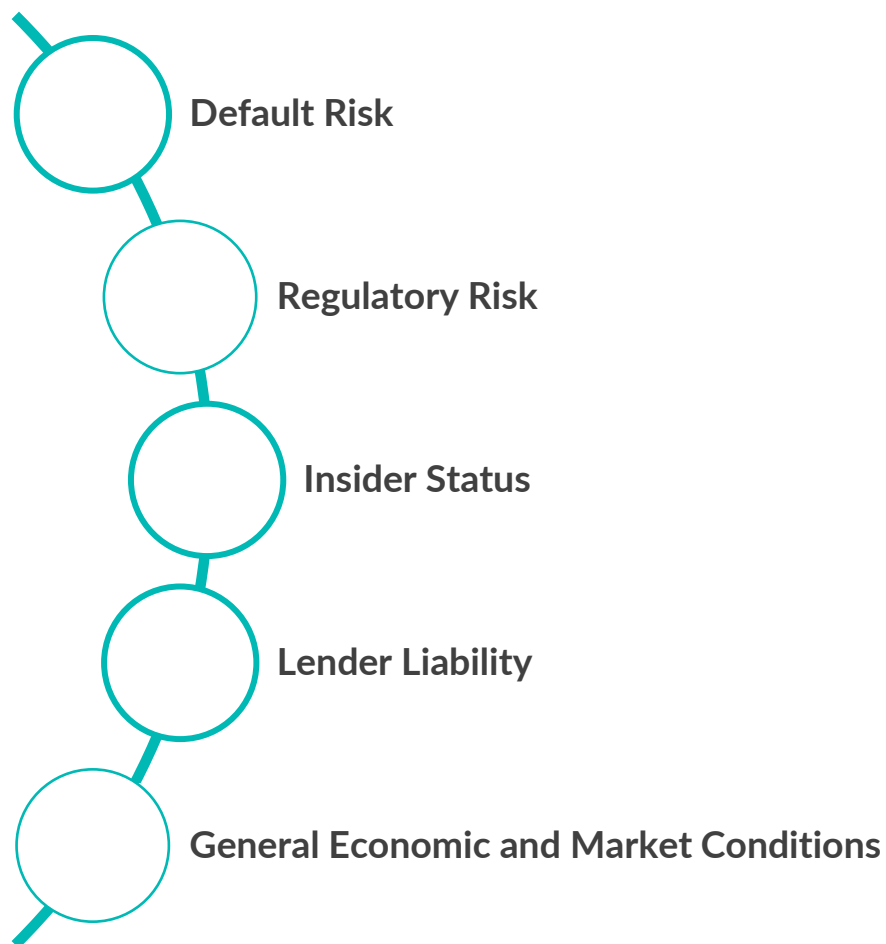 Default Risk
Regulatory Risk
Insider Status
Lender Liability
General Economic and Market Conditions